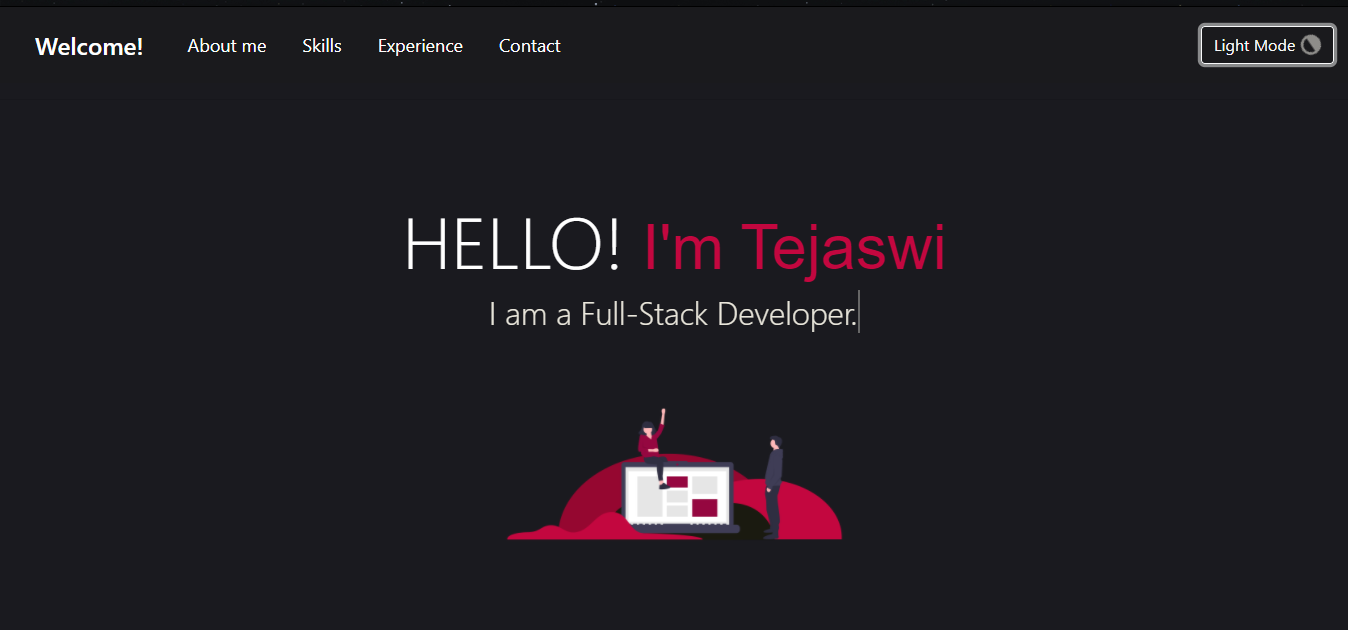 Welcome! About me Skills Experience Contact Light Mode
HELLO! I'm Tejaswi
I am a Full-Stack Developer.